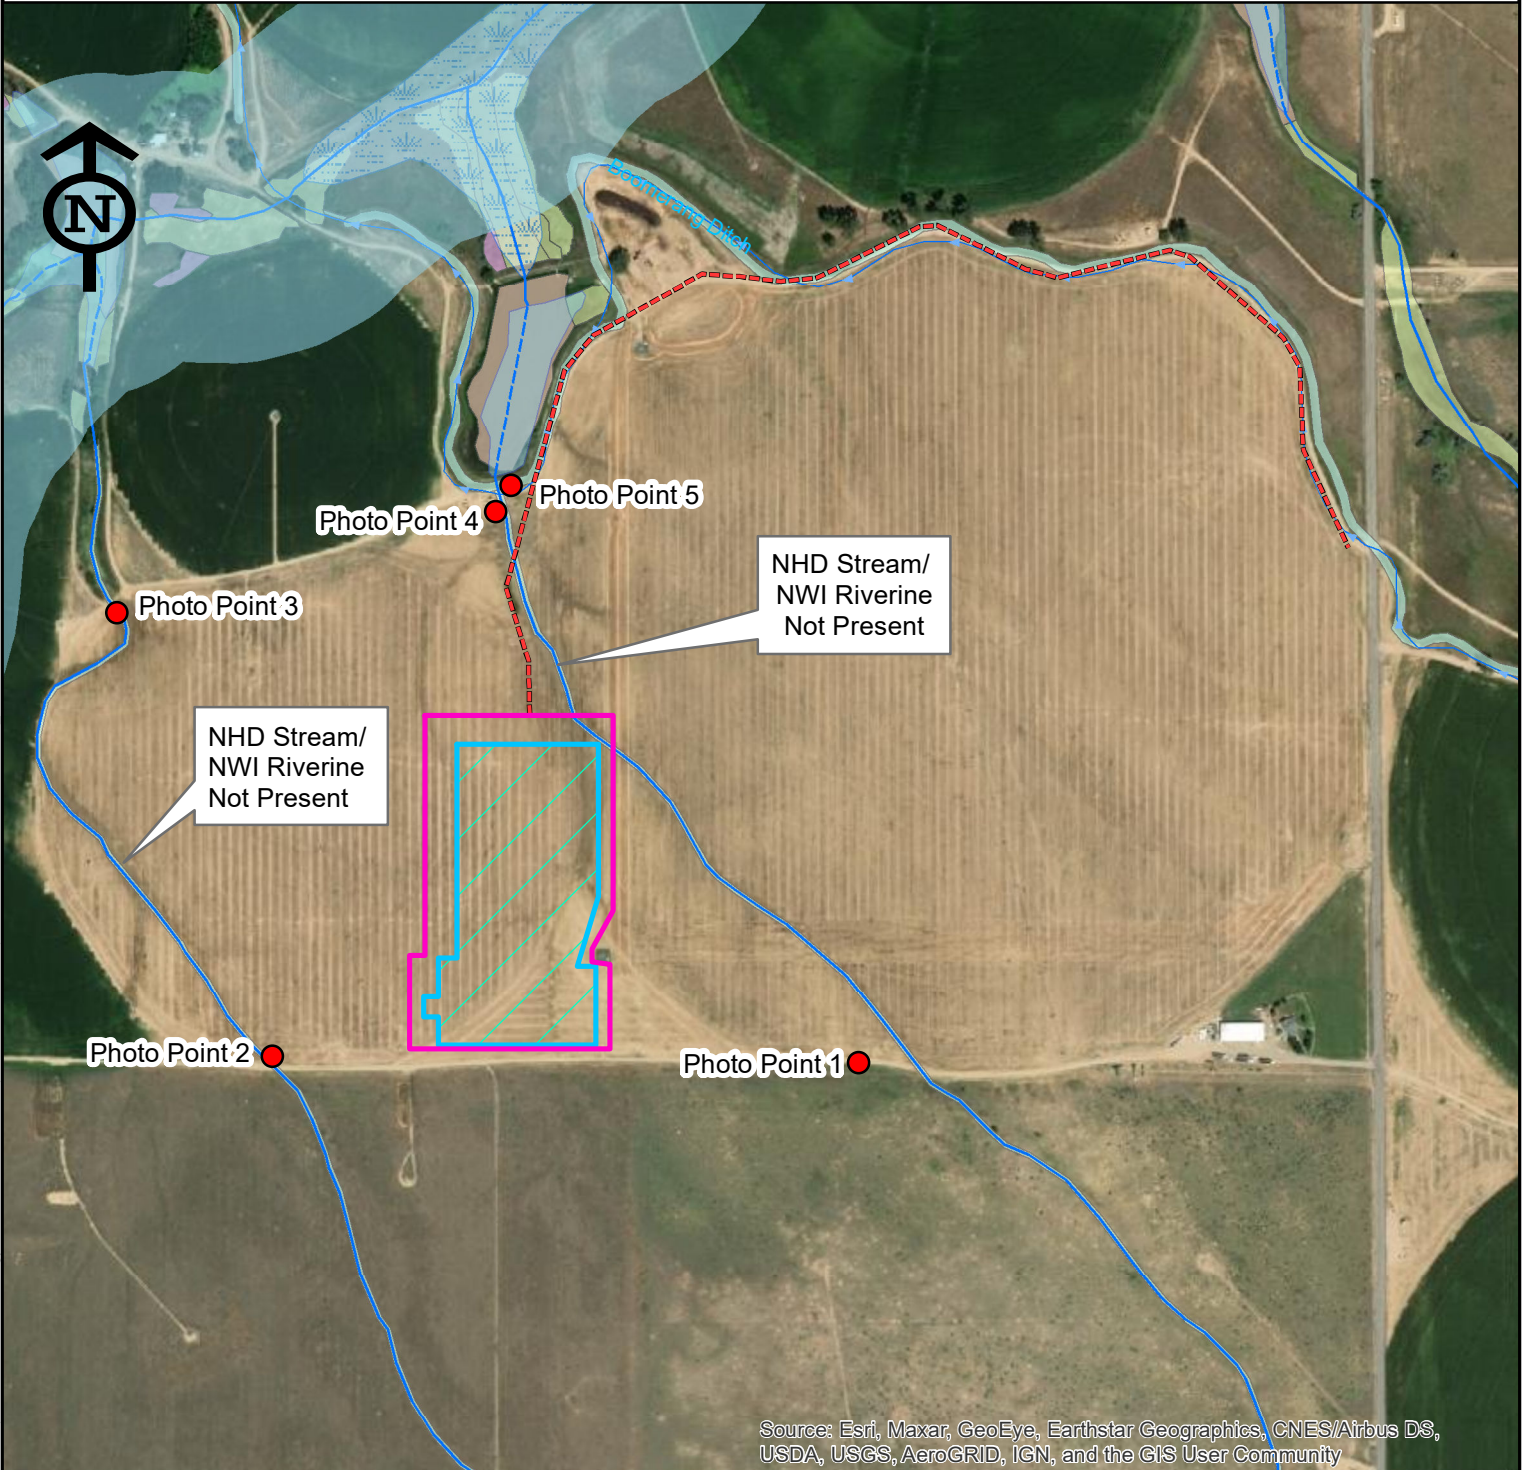 N
Boomerang Ditch
Photo Point 5
Photo Point 4
NHD Stream/
NWI Riverine
Not Present
Photo Point 3
NHD Stream/
NWI Riverine
Not Present
Photo Point 2
Photo Point 1
Source: Esri, Maxar, GeoEye, Earthstar Geographics, CNES/Airbus DS,
USDA, USGS, AeroGRID, IGN, and the GIS User Community